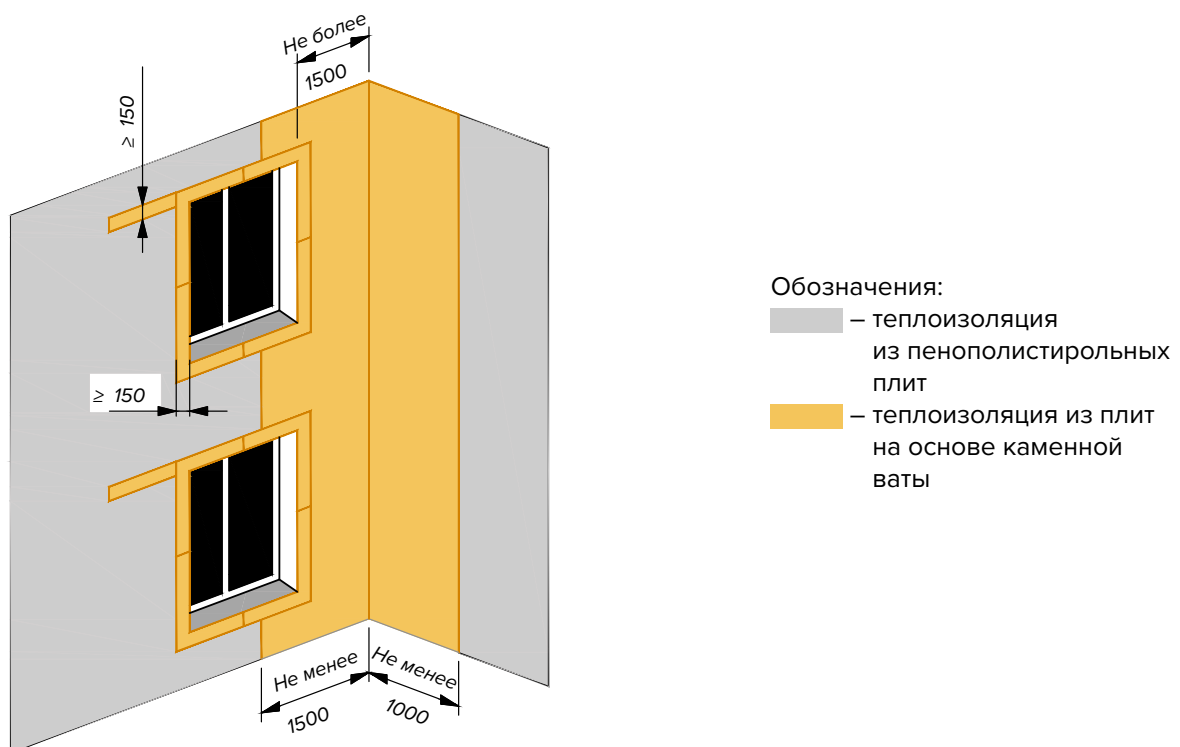 Не более
1500
≥ 150
≥ 150
Не менее
1500
Не менее
1000
Обозначения:
– теплоизоляция
из пенополистирольных
плит
– теплоизоляция из плит
на основе каменной
ваты